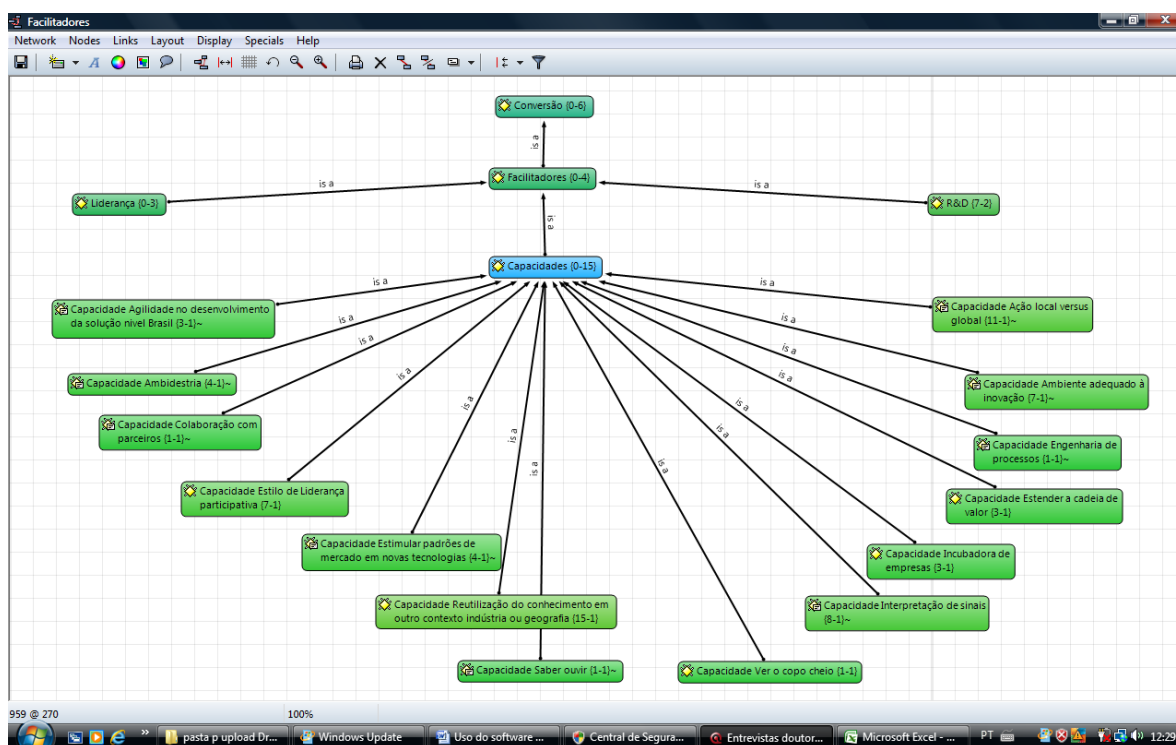 Facilitadores
Network Nodes Links Layout Display Specials Help
Conversão {0-6}
is a
Facilitadores {0-4}
is a
is a
Liderança {0-3}
R&D {7-2}
is a
Capacidades {0-15}
is a
is a
Capacidade Agilidade no desenvolvimento
da solução nivel Brasil {3-1}~
Capacidade Ação local versus
global {11-1}~
is a
is a
is a
is a
Capacidade Ambidestria {4-1}~
Capacidade Ambiente adequado à
inovação {7-1}~
is a
is a
is a
is a
Capacidade Colaboração com
parceiros {1-1}~
Capacidade Engenharia de
processos {1-1}~
is a
is a
is a
is a
Capacidade Estilo de Liderança
participativa {7-1}
Capacidade Estender a cadeia de
valor {3-1}
Capacidade Estimular padrões de
mercado em novas tecnologias {4-1}~
Capacidade Incubadora de
empresas {3-1}
Capacidade Reutilização do conhecimento em
outro contexto indústria ou geografia {15-1}
Capacidade Interpretação de sinais
{8-1}~
Capacidade Saber ouvir {1-1}~
Capacidade Ver o copo cheio {1-1}
959 @ 270
100%
pasta p upload Dr... Windows Update Uso do software ... Central de Segura... Entrevistas doutor... Microsoft Excel - ... PT 12:29